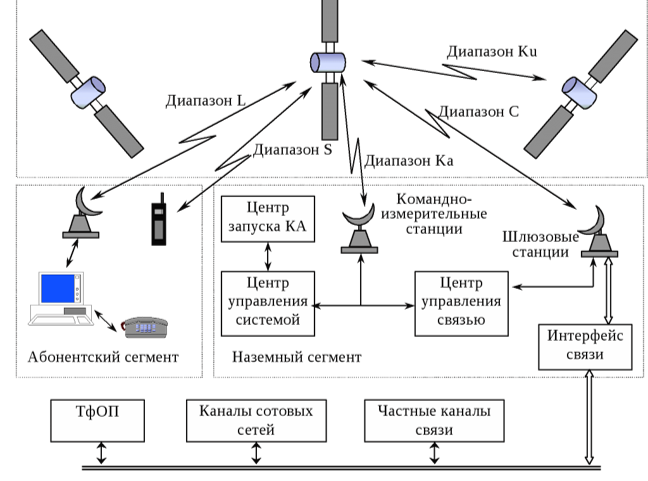 Диапазон Ku
Диапазон L
Диапазон C
Диапазон S
Диапазон Ka
Центр
запуска КА
Командно-
измерительные
станции
Шлюзовые
станции
Центр
управления
системой
Центр
управления
связью
Интерфейс
связи
Абонентский сегмент
Наземный сегмент
ТфОП
Каналы сотовых
сетей
Частные каналы
связи